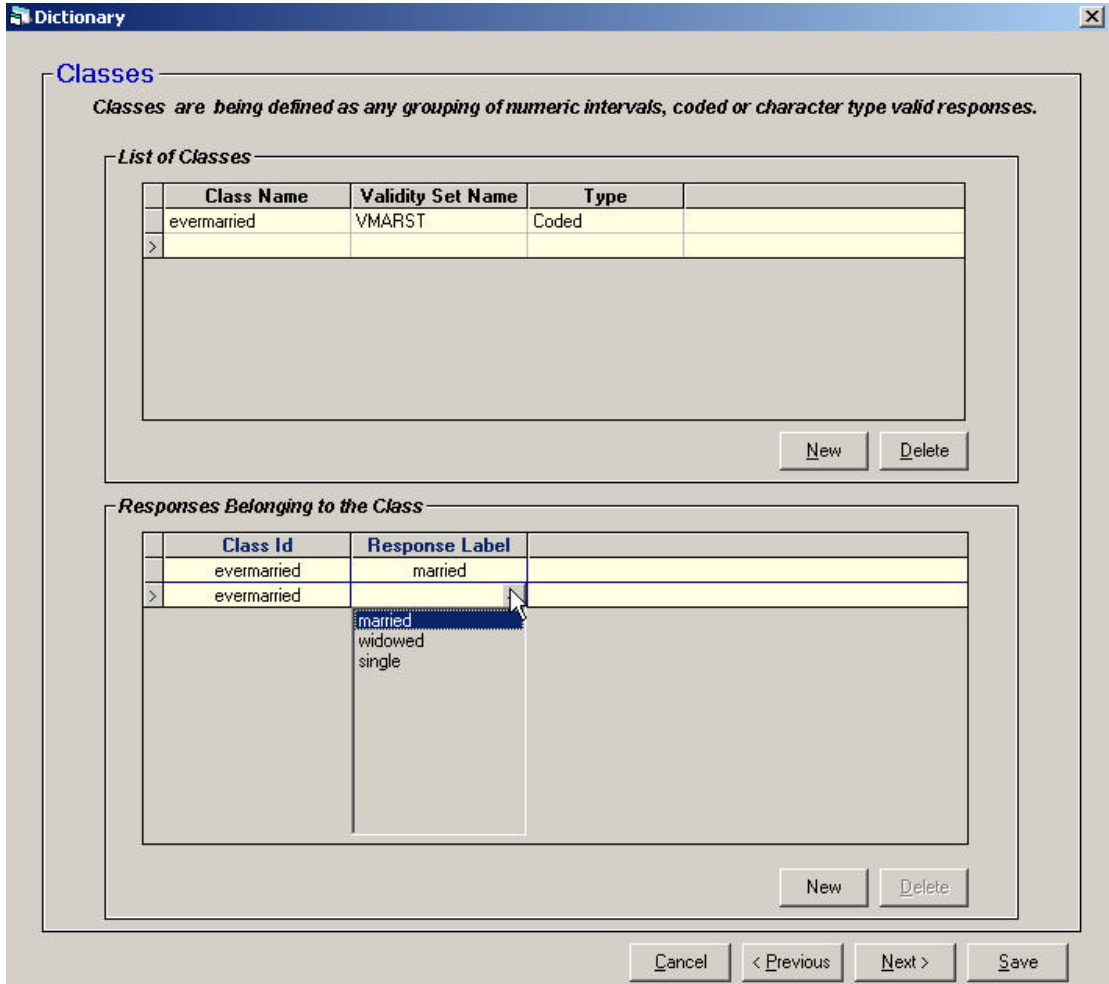 Dictionary
Classes
Classes are being defined as any grouping of numeric intervals, coded or character type valid responses.
List of Classes
Class Name Validity Set Name Type
evermarried VMARST Coded
>
New Delete
Responses Belonging to the Class
Class Id Response Label
evermarried married
> evermarried
married
widowed
single
New Delete
Cancel < Previous Next > Save